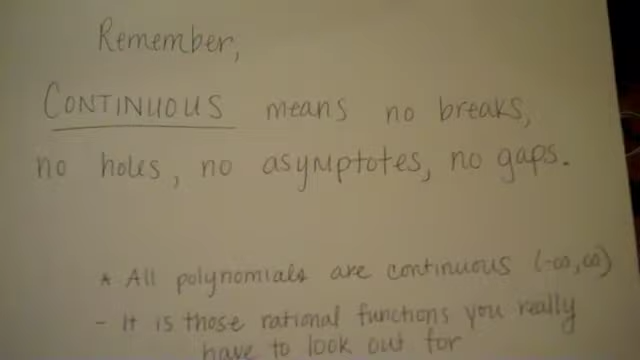 Remember,
CONTINUOUS means no breaks,
no holes, no asymptotes, no gaps.
* All polynomials are continuous (-∞,∞)
- It is those rational functions you really
have to look out for